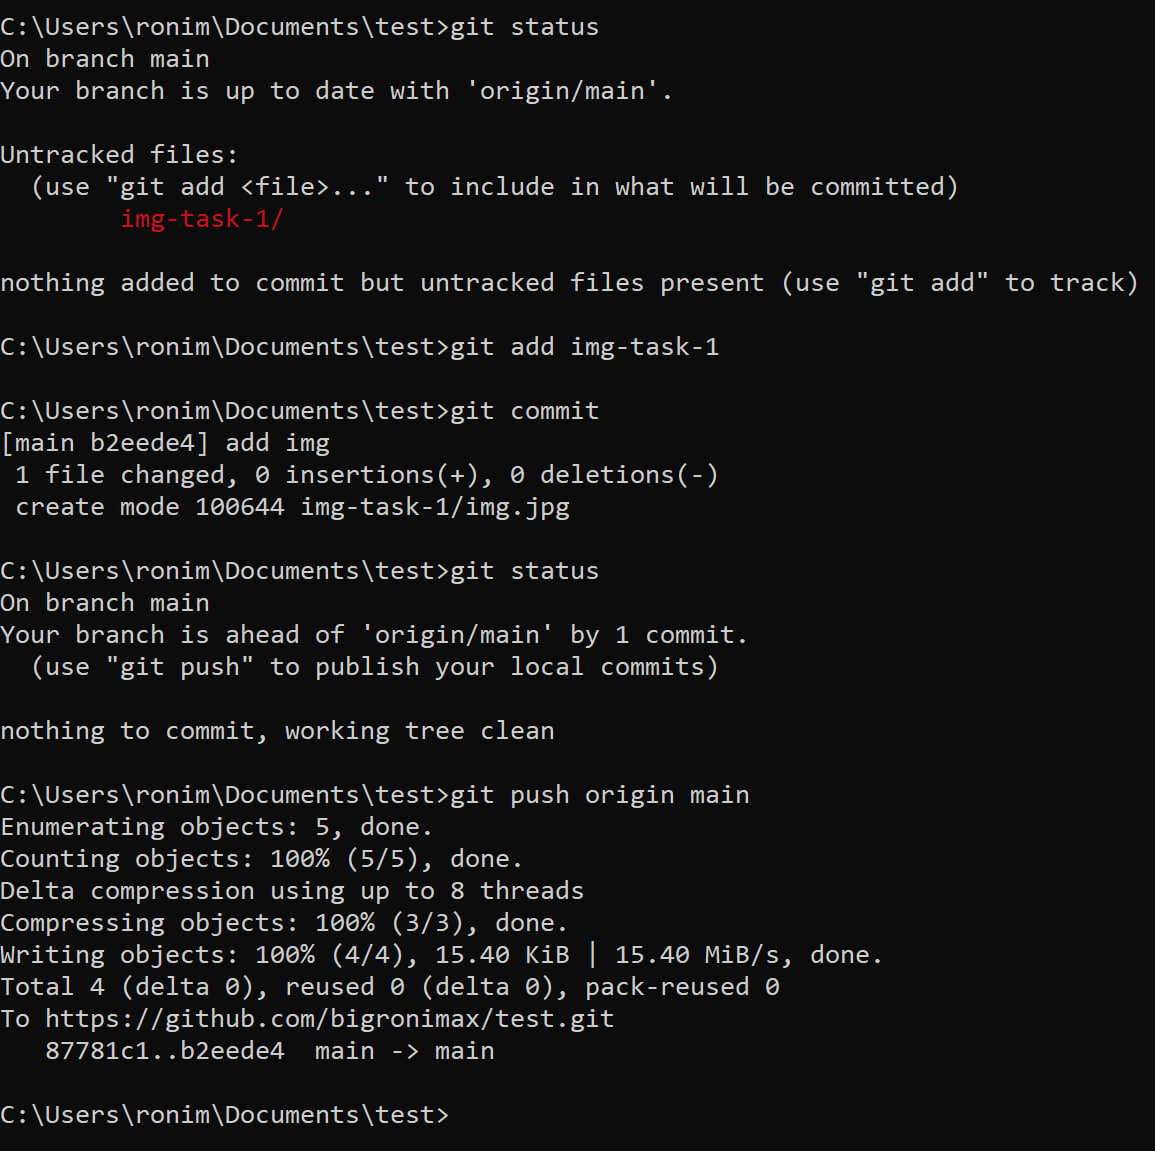 C:\Users\ronim\Documents\test>git status
On branch main
Your branch is up to date with 'origin/main'.

Untracked files:
  (use "git add <file>..." to include in what will be committed)
        img-task-1/

nothing added to commit but untracked files present (use "git add" to track)

C:\Users\ronim\Documents\test>git add img-task-1

C:\Users\ronim\Documents\test>git commit
[main b2eede4] add img
 1 file changed, 0 insertions(+), 0 deletions(-)
 create mode 100644 img-task-1/img.jpg

C:\Users\ronim\Documents\test>git status
On branch main
Your branch is ahead of 'origin/main' by 1 commit.
  (use "git push" to publish your local commits)

nothing to commit, working tree clean

C:\Users\ronim\Documents\test>git push origin main
Enumerating objects: 5, done.
Counting objects: 100% (5/5), done.
Delta compression using up to 8 threads
Compressing objects: 100% (3/3), done.
Writing objects: 100% (4/4), 15.40 KiB | 15.40 MiB/s, done.
Total 4 (delta 0), reused 0 (delta 0), pack-reused 0
To https://github.com/bigronimax/test.git
   87781c1..b2eede4  main -> main

C:\Users\ronim\Documents\test>